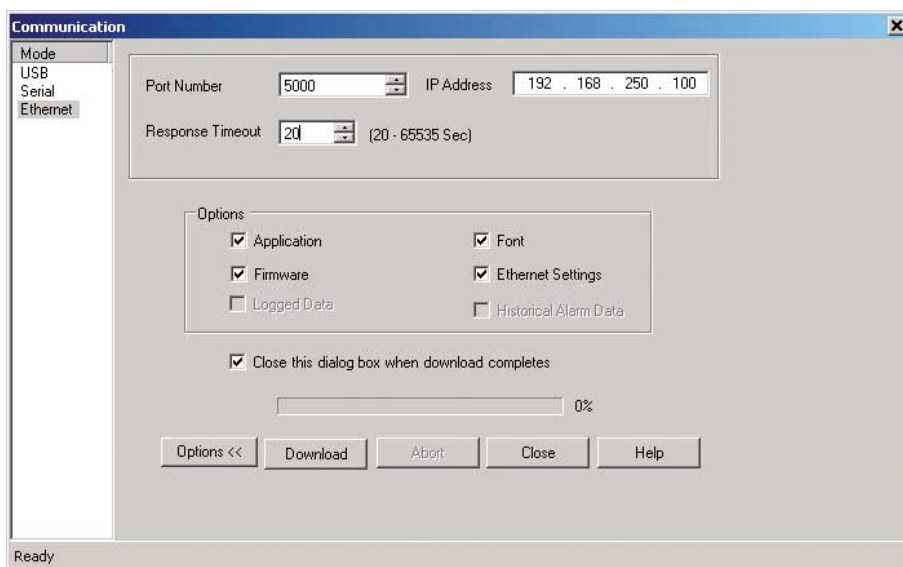 Communication
Mode
USB
Serial
Ethernet
Port Number 5000 IP Address 192 . 168 . 250 . 100
Response Timeout 20 (20 - 65535 Sec)
Options
Application Font
Firmware Ethernet Settings
Logged Data Historical Alarm Data
Close this dialog box when download completes
0%
Options << Download Abort Close Help
Ready